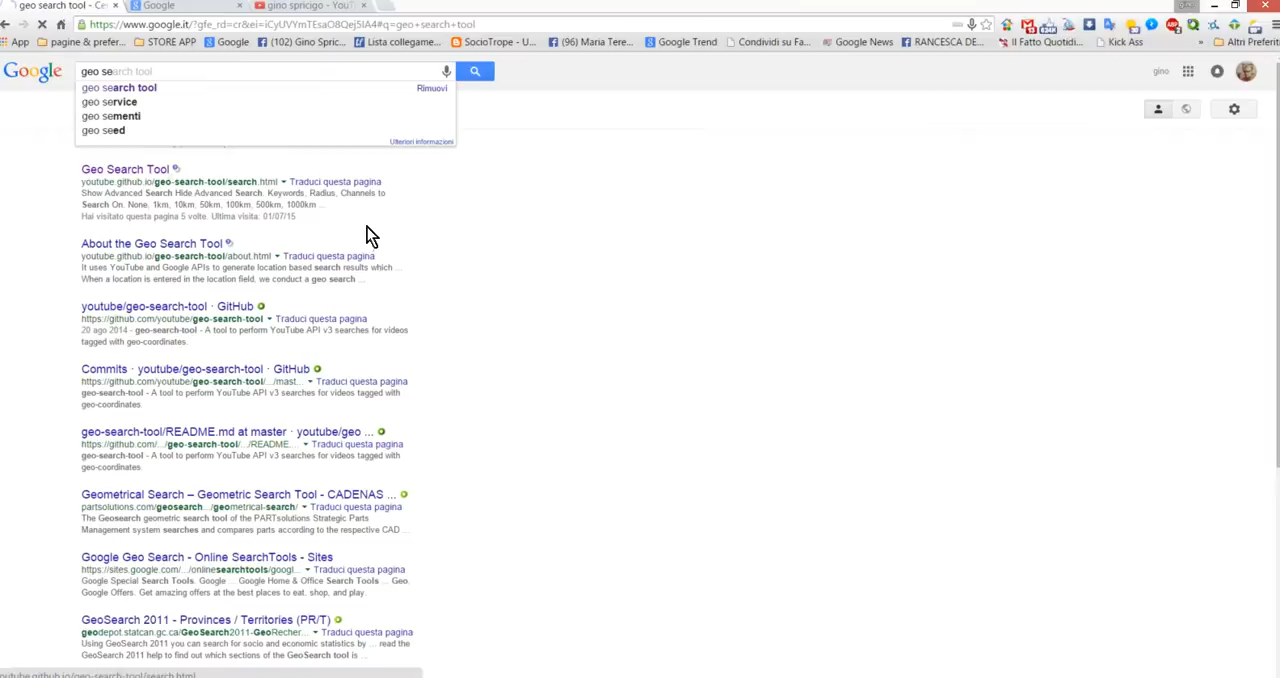 geo search tool - Ce
Google
gino spricigo - YouT
https://www.google.it/?gfe_rd=cr&ei=iCyUVYmTEsaO8Qej5IA4#q=geo+search+tool
App
pagine & prefer...
STORE APP
Google
(102) Gino Spric...
Lista collegame...
SocioTrope - U...
(96) Maria Tere...
Google Trend
Condividi su Fa...
Google News
RANCESCA DE...
Il Fatto Quotidi...
Kick Ass
»
Altri Preferiti
Google
geo search tool
gino
geo search tool
Rimuovi
geo service
geo sementi
geo seed
Ulteriori informazioni
Geo Search Tool
youtube.github.io/geo-search-tool/search.html Traduci questa pagina
Show Advanced Search Hide Advanced Search. Keywords, Radius, Channels to
Search On. None, 1km, 10km, 50km, 100km, 500km, 1000km ...
Hai visitato questa pagina 5 volte. Ultima visita: 01/07/15
About the Geo Search Tool
youtube.github.io/geo-search-tool/about.html Traduci questa pagina
It uses YouTube and Google APIs to generate location based search results which ...
When a location is entered in the location field, we conduct a geo search ...
youtube/geo-search-tool · GitHub
https://github.com/youtube/geo-search-tool Traduci questa pagina
20 ago 2014 - geo-search-tool - A tool to perform YouTube API v3 searches for videos
tagged with geo-coordinates.
Commits · youtube/geo-search-tool · GitHub
https://github.com/youtube/geo-search-tool/.../mast... Traduci questa pagina
geo-search-tool - A tool to perform YouTube API v3 searches for videos tagged with
geo-coordinates.
geo-search-tool/README.md at master · youtube/geo ...
https://github.com/.../geo-search-tool/.../README... Traduci questa pagina
geo-search-tool - A tool to perform YouTube API v3 searches for videos tagged with
geo-coordinates.
Geometrical Search – Geometric Search Tool - CADENAS ...
partsolutions.com/geosearch.../geometrical-search/ Traduci questa pagina
The Geosearch geometric search tool of the PARTsolutions Strategic Parts
Management system searches and compares parts according to the respective CAD ...
Google Geo Search - Online SearchTools - Sites
https://sites.google.com/.../onlinesearchtools/googl... Traduci questa pagina
Google Special Search Tools. Google ... Google Home & Office Search Tools ... Geo.
Google Offers. Get amazing offers at the best places to eat, shop, and play.
GeoSearch 2011 - Provinces / Territories (PR/T)
geodepot.statcan.gc.ca/GeoSearch2011-GeoRecher... Traduci questa pagina
Using GeoSearch 2011 you can search for socio and economic statistics by ... read the
GeoSearch 2011 help to find out which sections of the GeoSearch tool is ...
youtube.github.io/geo-search-tool/search.html